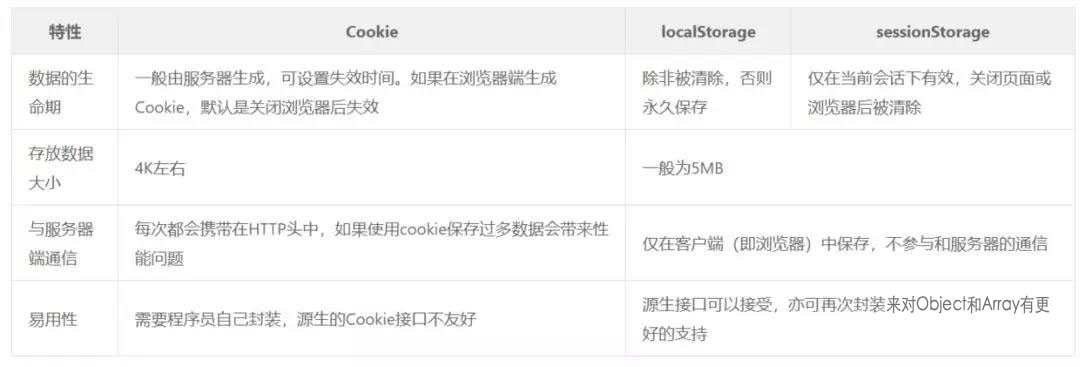 特性 Cookie localStorage sessionStorage
数据的生
命期
一般由服务器生成，可设置失效时间。如果在浏览器端生成
Cookie，默认是关闭浏览器后失效
除非被清除，否则
永久保存
仅在当前会话下有效，关闭页面或
浏览器后被清除
存放数据
大小
4K左右
一般为5MB
与服务器
端通信
每次都会携带在HTTP头中，如果使用cookie保存过多数据会带来性
能问题
仅在客户端（即浏览器）中保存，不参与和服务器的通信
易用性
需要程序员自己封装，源生的Cookie接口不友好
源生接口可以接受，亦可再次封装来对Object和Array有更
好的支持